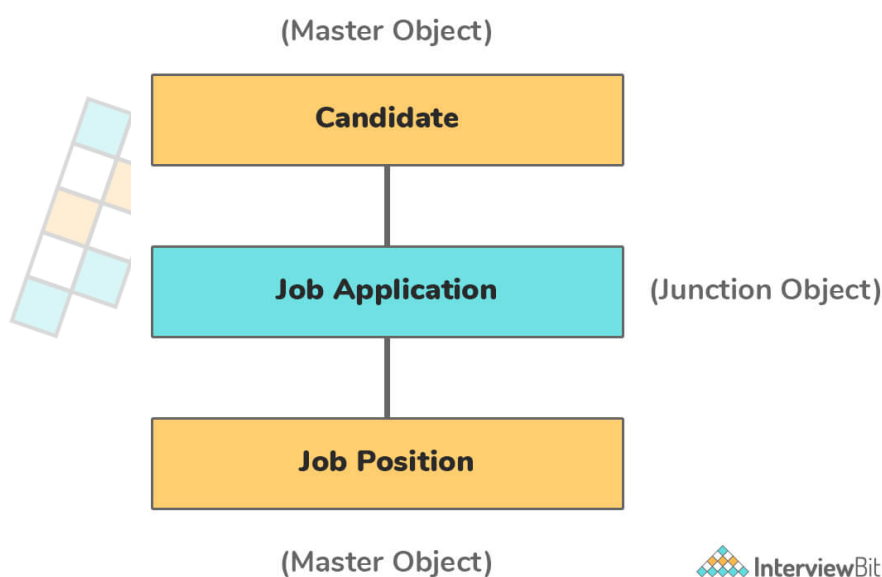 (Master Object)
Candidate
Job Application
(Junction Object)
Job Position
(Master Object)
InterviewBit